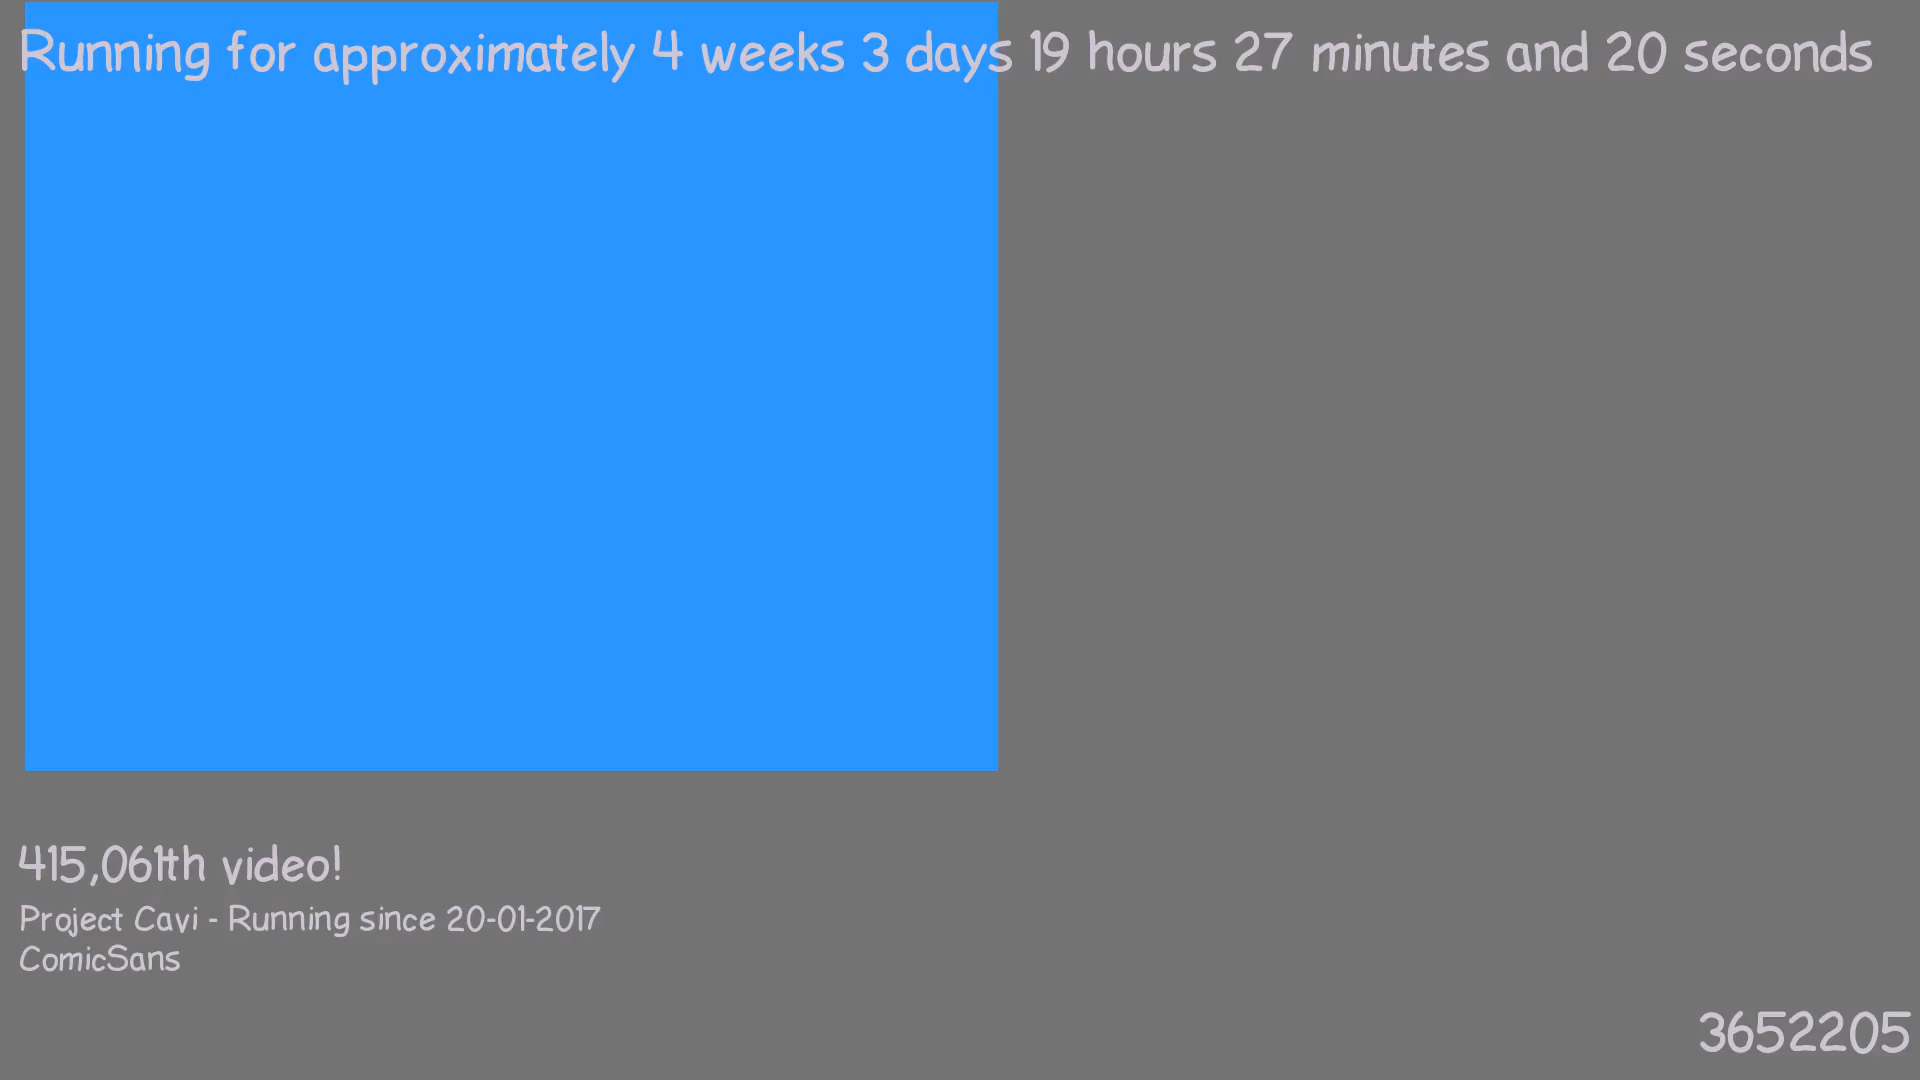 Running for approximately 4 weeks 3 days 19 hours 27 minutes and 20 seconds
415,061th video!
Project Cavi - Running since 20-01-2017
ComicSans
3652205